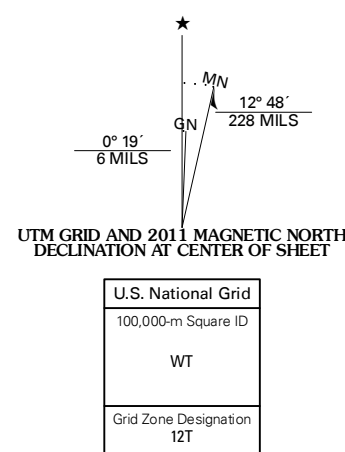 ★
MN
12° 48´
228 MILS
GN
0° 19´
6 MILS
UTM GRID AND 2011 MAGNETIC NORTH
DECLINATION AT CENTER OF SHEET
U.S. National Grid
100,000-m Square ID
WT
Grid Zone Designation
12T